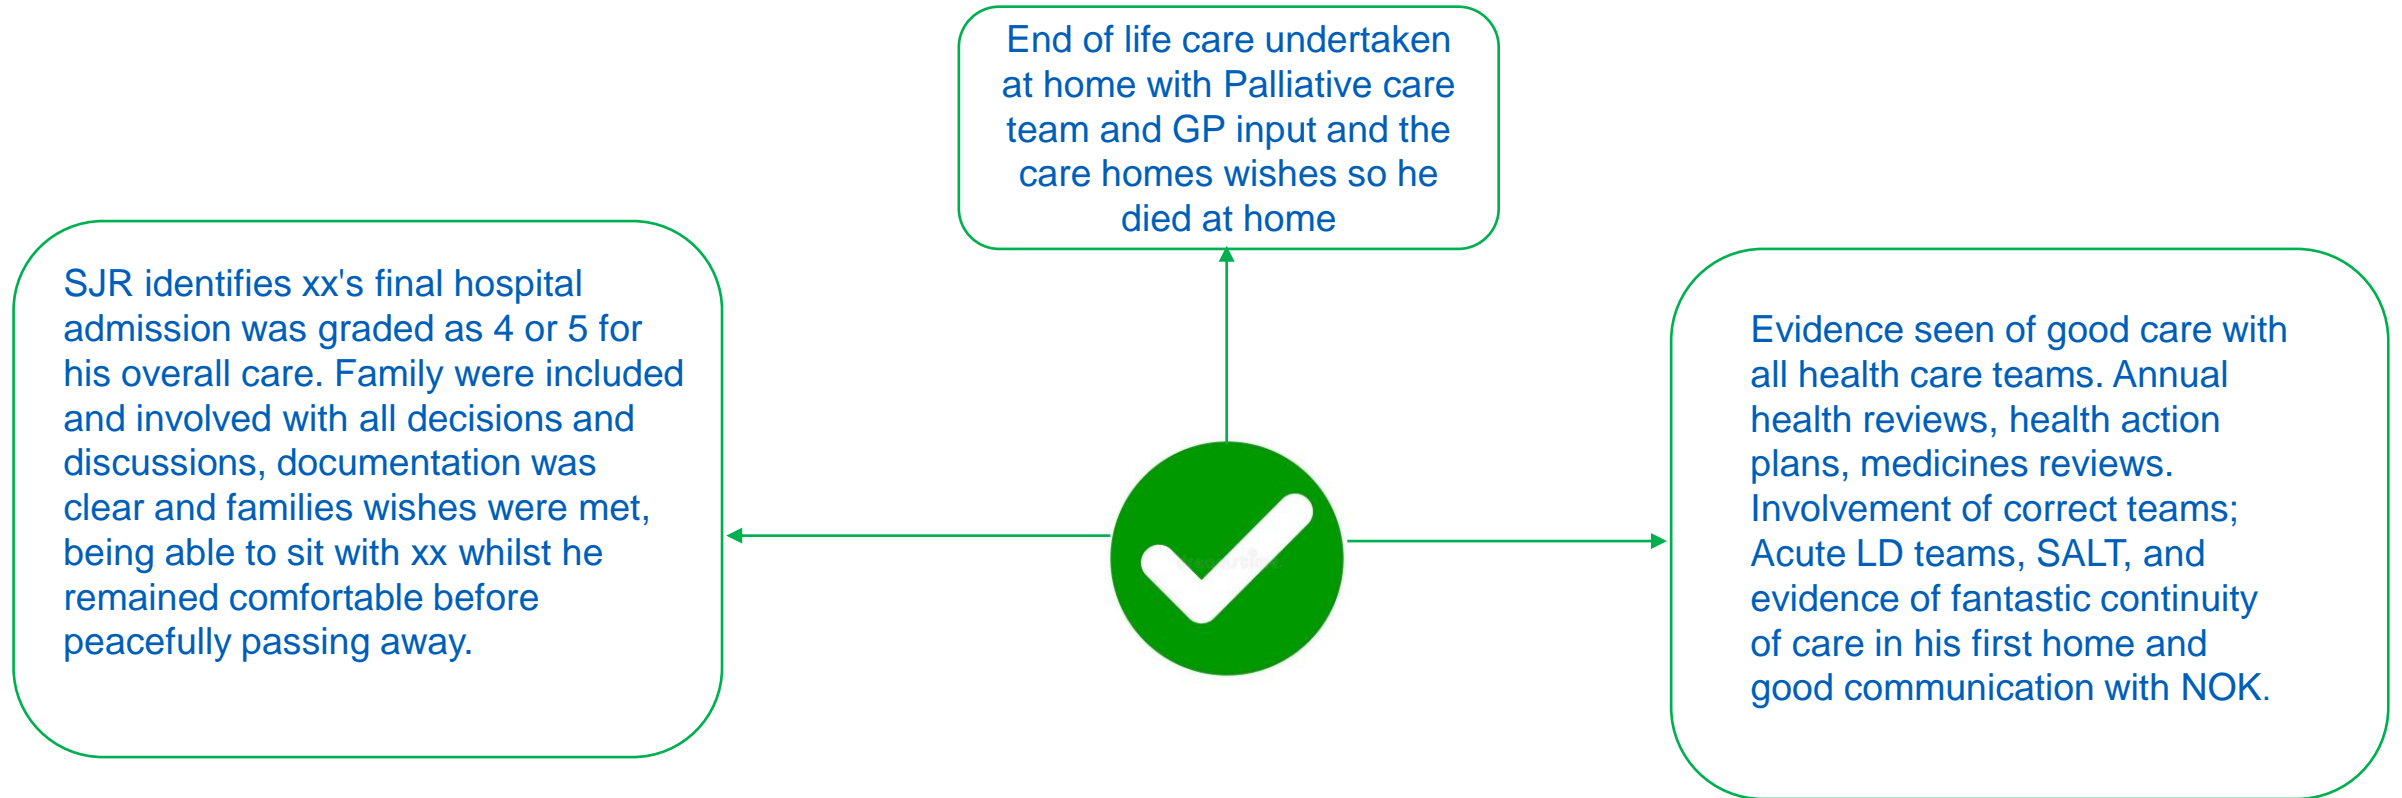 End of life care undertaken
at home with Palliative care
team and GP input and the
care homes wishes so he
died at home
SJR identifies xx's final hospital
admission was graded as 4 or 5 for
his overall care. Family were included
and involved with all decisions and
discussions, documentation was
clear and families wishes were met,
being able to sit with xx whilst he
remained comfortable before
peacefully passing away.
Evidence seen of good care with
all health care teams. Annual
health reviews, health action
plans, medicines reviews.
Involvement of correct teams;
Acute LD teams, SALT, and
evidence of fantastic continuity
of care in his first home and
good communication with NOK.